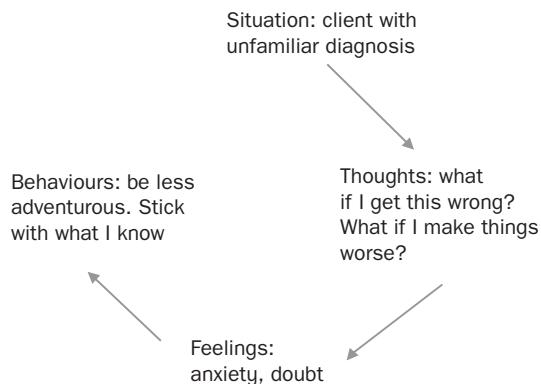 Situation: client with
unfamiliar diagnosis
Thoughts: what
if I get this wrong?
What if I make things
worse?
Feelings:
anxiety, doubt
Behaviours: be less
adventurous. Stick
with what I know